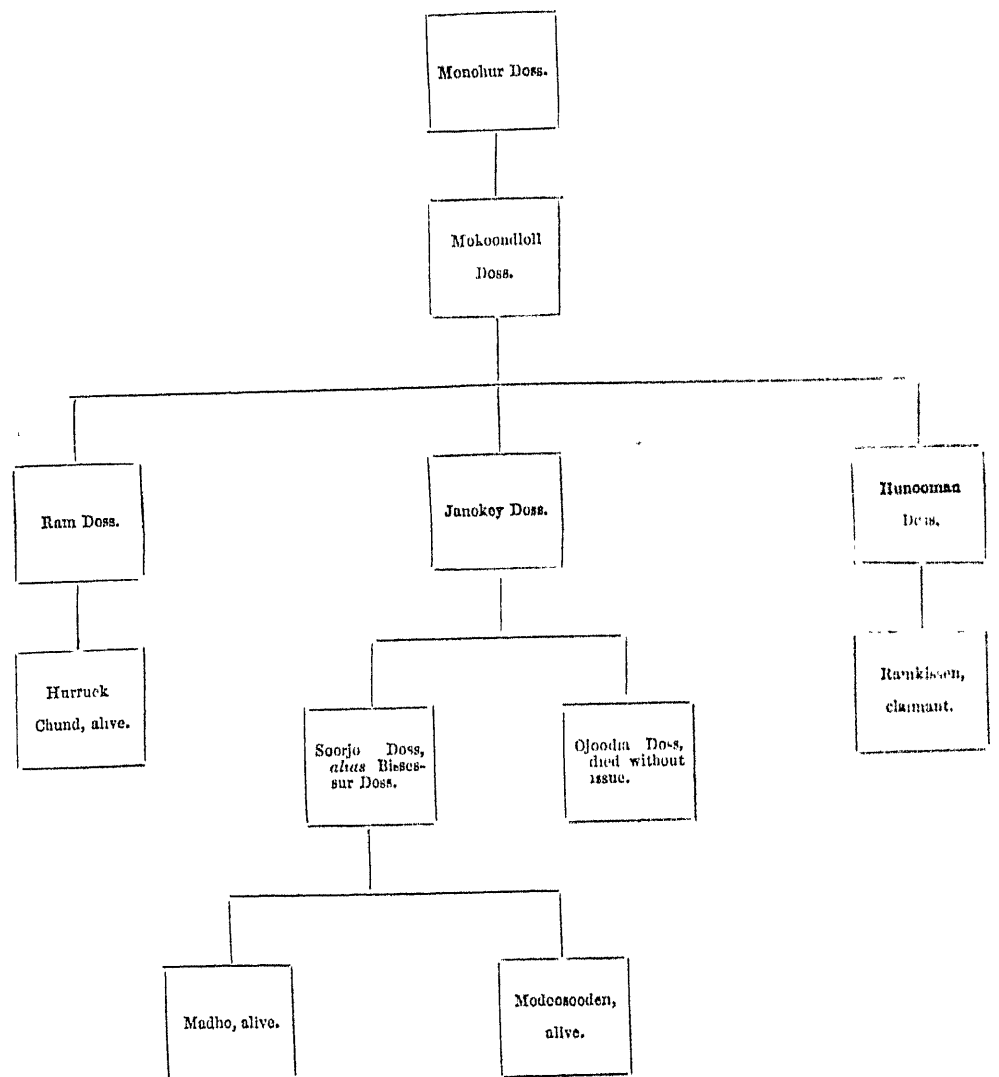 Monohur Doss.
Mokoondloll
Doss.
Ram Doss.
Janokey Doss.
Hunooman
Doss.
Hurruck
Chund, alive.
Ramkissen,
claimant.
Soorjo Doss,
alias Bises-
sur Doss.
Ojoodia Doss,
died without
issue.
Madho, alive.
Modoosooden,
alive.